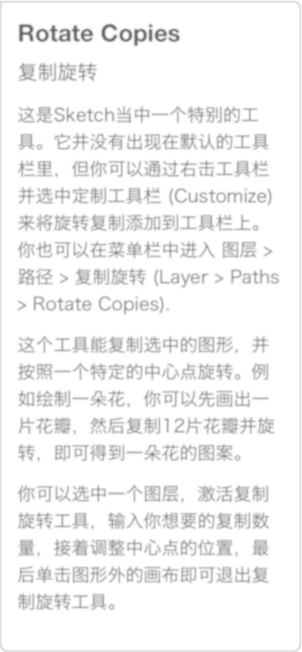 Rotate Copies
复制旋转
这是Sketch当中一个特别的工
具。它并没有出现在默认的工具
栏里，但你可以通过右击工具栏
并选中定制工具栏 (Customize)
来将旋转复制添加到工具栏上。
你也可以在菜单栏中进入 图层 >
路径 > 复制旋转 (Layer > Paths
> Rotate Copies).
这个工具能复制选中的图形，并
按照一个特定的中心点旋转。例
如绘制一朵花，你可以先画出一
片花瓣，然后复制12片花瓣并旋
转，即可得到一朵花的图案。
你可以选中一个图层，激活复制
旋转工具，输入你想要的复制数
量，接着调整中心点的位置，最
后单击图形外的画布即可退出复
制旋转工具。